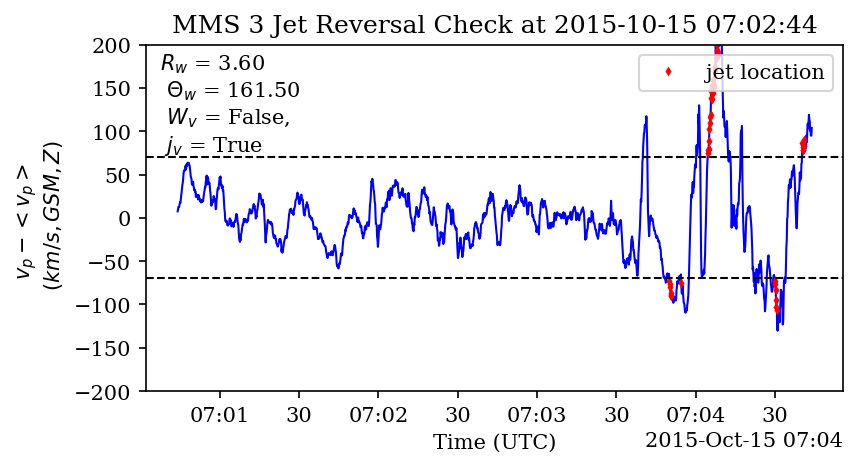 MMS 3 Jet Reversal Check at 2015-10-15 07:02:44
200
150
100
50
0
−50
−100
−150
−200
v_p − < v_p >
(km/s, GSM, Z)
R_w = 3.60
Θ_w = 161.50
W_v = False,
j_v = True
jet location
07:01 30 07:02 30 07:03 30 07:04 30
Time (UTC)
2015-Oct-15 07:04